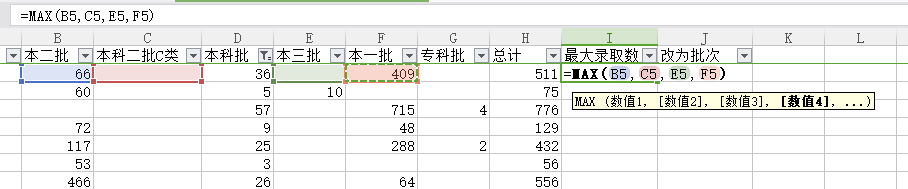 =MAX(B5,C5,E5,F5)
B C D E F G H I J K L
本二批 本科二批C类 本科批 本三批 本一批 专科批 总计 最大录取数 改为批次
66 36 409 511 =MAX(B5,C5,E5,F5)
60 5 10 75
57 715 4 776
MAX (数值1, [数值2], [数值3], [数值4], ...)
72 9 48 129
117 25 288 2 432
53 3 56
466 26 64 556